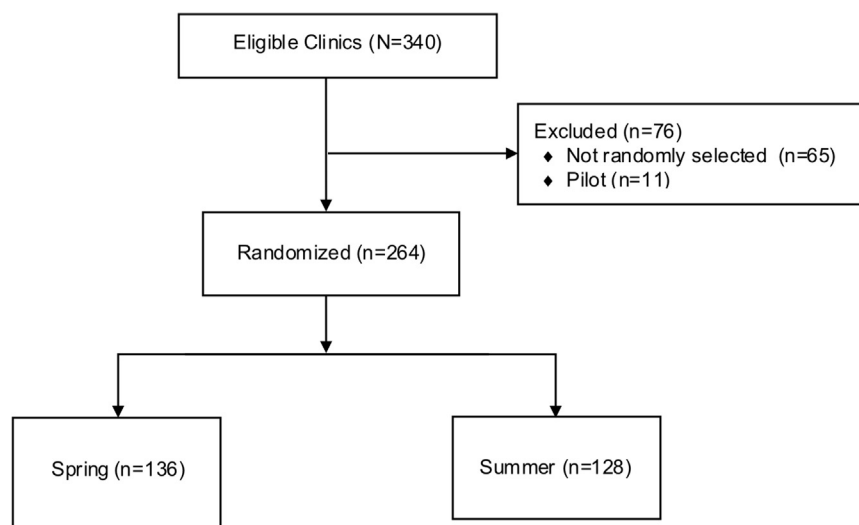 Eligible Clinics (N=340)
Excluded (n=76)
♦ Not randomly selected (n=65)
♦ Pilot (n=11)
Randomized (n=264)
Spring (n=136)
Summer (n=128)